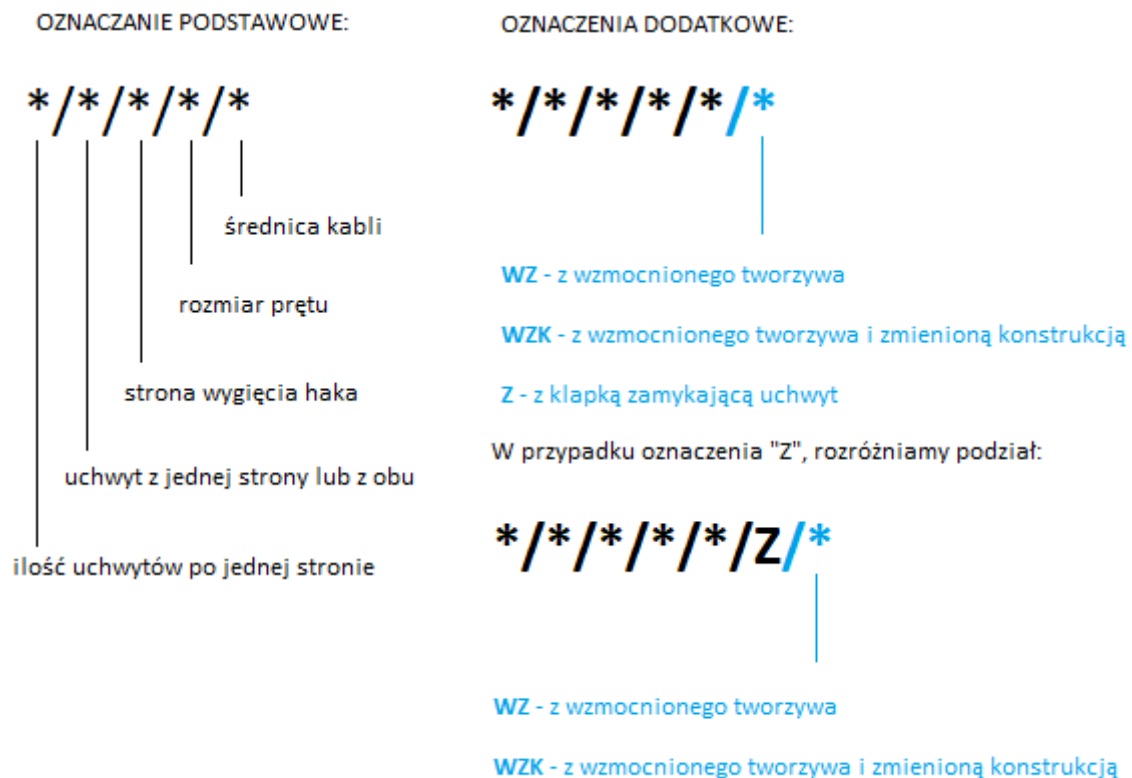 OZNACZANIE PODSTAWOWE:
*/*/*/*/*
średnica kabli
rozmiar prętu
strona wygięcia haka
uchwyt z jednej strony lub z obu
ilość uchwytów po jednej stronie
OZNACZENIA DODATKOWE:
*/*/*/*/*/*
WZ - z wzmocnionego tworzywa
WZK - z wzmocnionego tworzywa i zmienioną konstrukcją
Z - z klapką zamykającą uchwyt
W przypadku oznaczenia "Z", rozróżniamy podział:
*/*/*/*/*/Z/*
WZ - z wzmocnionego tworzywa
WZK - z wzmocnionego tworzywa i zmienioną konstrukcją